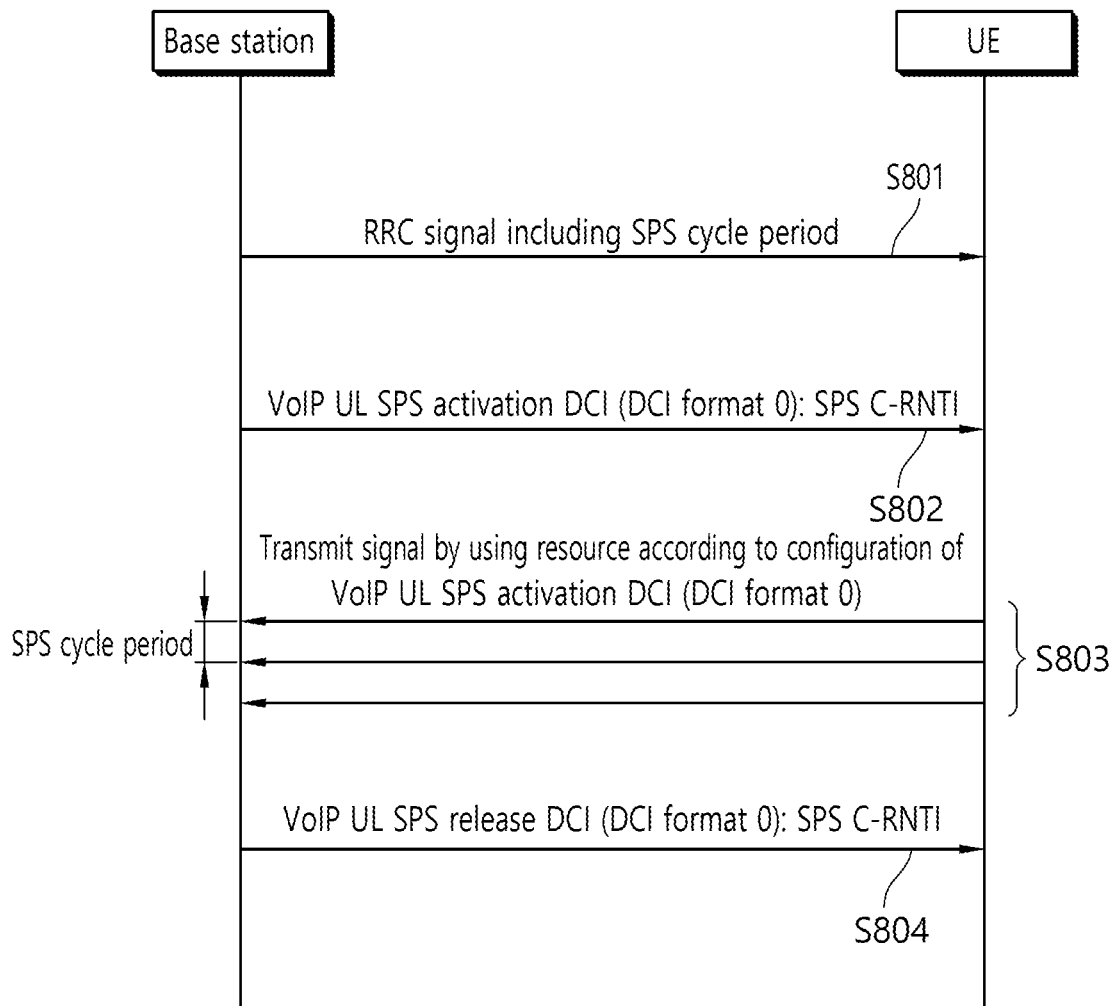 Base station
UE
S801
RRC signal including SPS cycle period
VoIP UL SPS activation DCI (DCI format 0): SPS C-RNTI
S802
Transmit signal by using resource according to configuration of
VoIP UL SPS activation DCI (DCI format 0)
SPS cycle period
S803
VoIP UL SPS release DCI (DCI format 0): SPS C-RNTI
S804